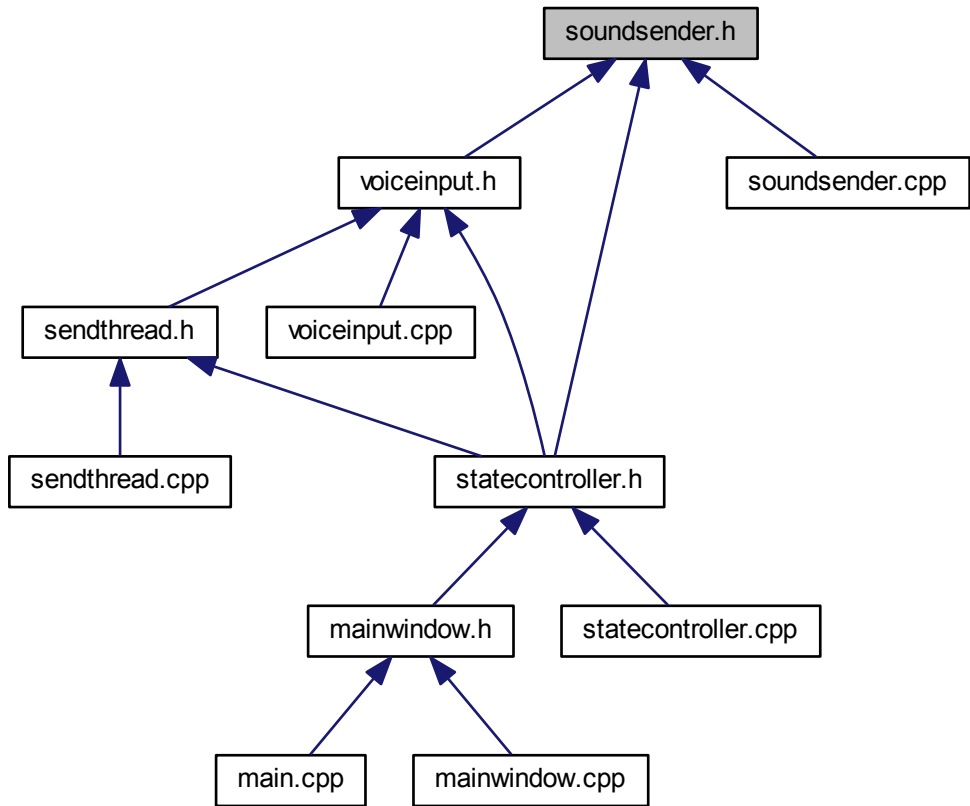 soundsender.h
voiceinput.h
soundsender.cpp
sendthread.h
voiceinput.cpp
sendthread.cpp
statecontroller.h
mainwindow.h
statecontroller.cpp
main.cpp
mainwindow.cpp